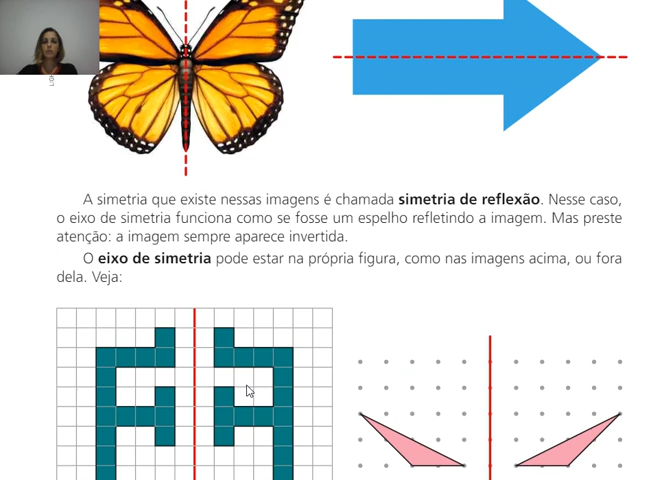 A simetria que existe nessas imagens é chamada simetria de reflexão. Nesse caso,
o eixo de simetria funciona como se fosse um espelho refletindo a imagem. Mas preste
atenção: a imagem sempre aparece invertida.
O eixo de simetria pode estar na própria figura, como nas imagens acima, ou fora
dela. Veja: